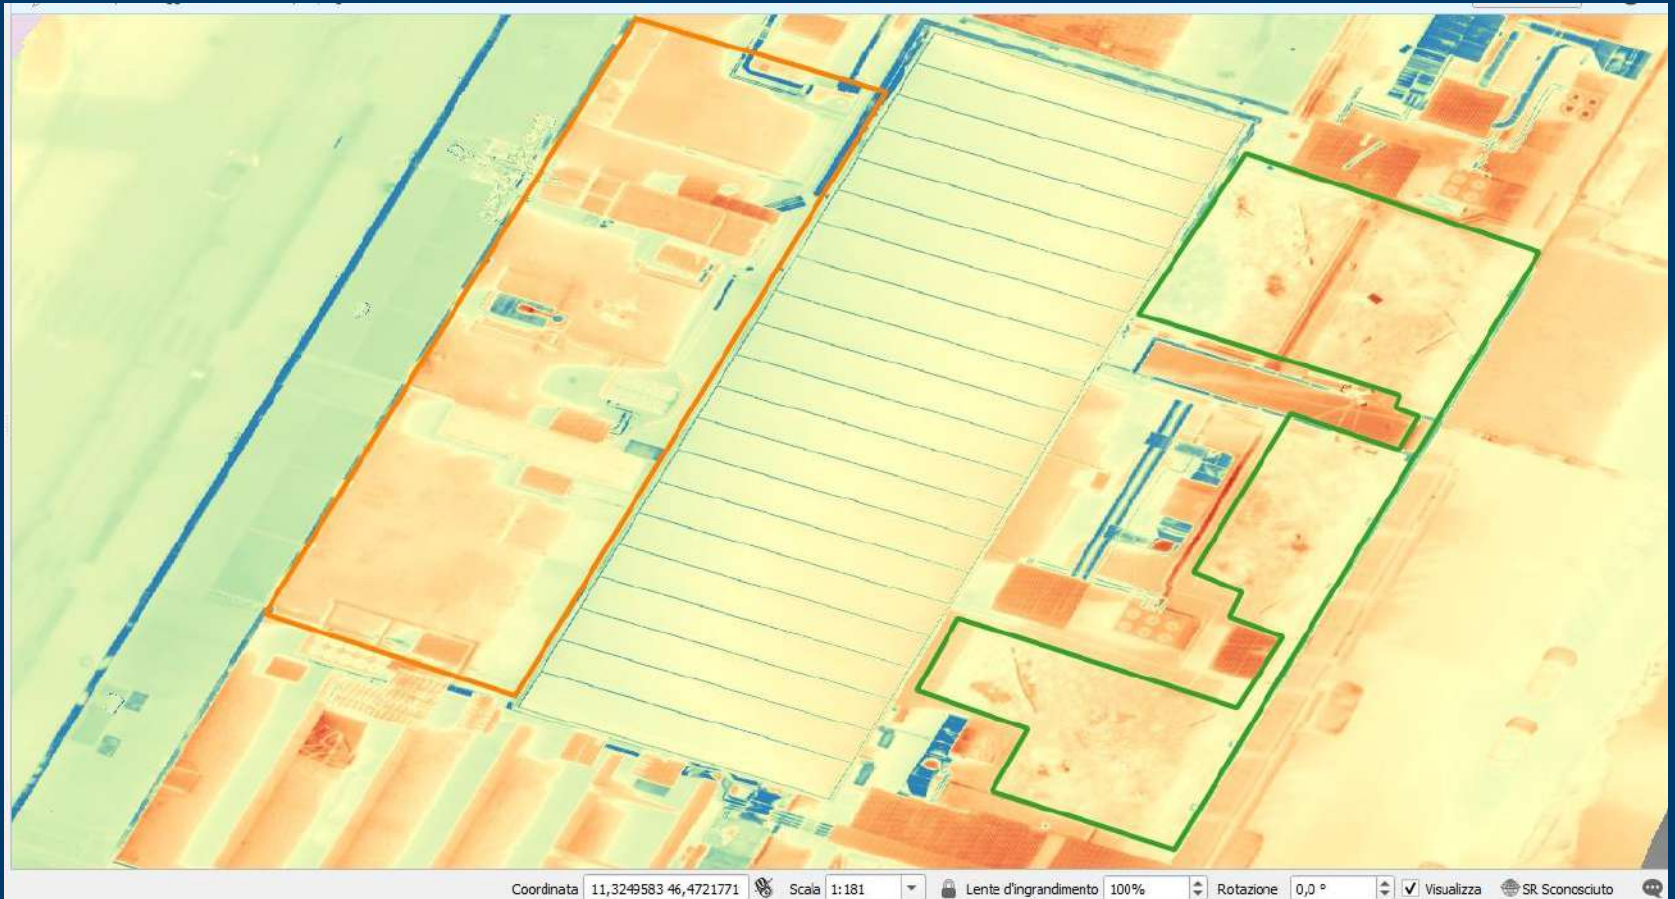 Coordinata 11,3249583 46,4721771 Scala 1:181 Lente d'ingrandimento 100% Rotazione 0,0 ° Visualizza SR Sconosciuto